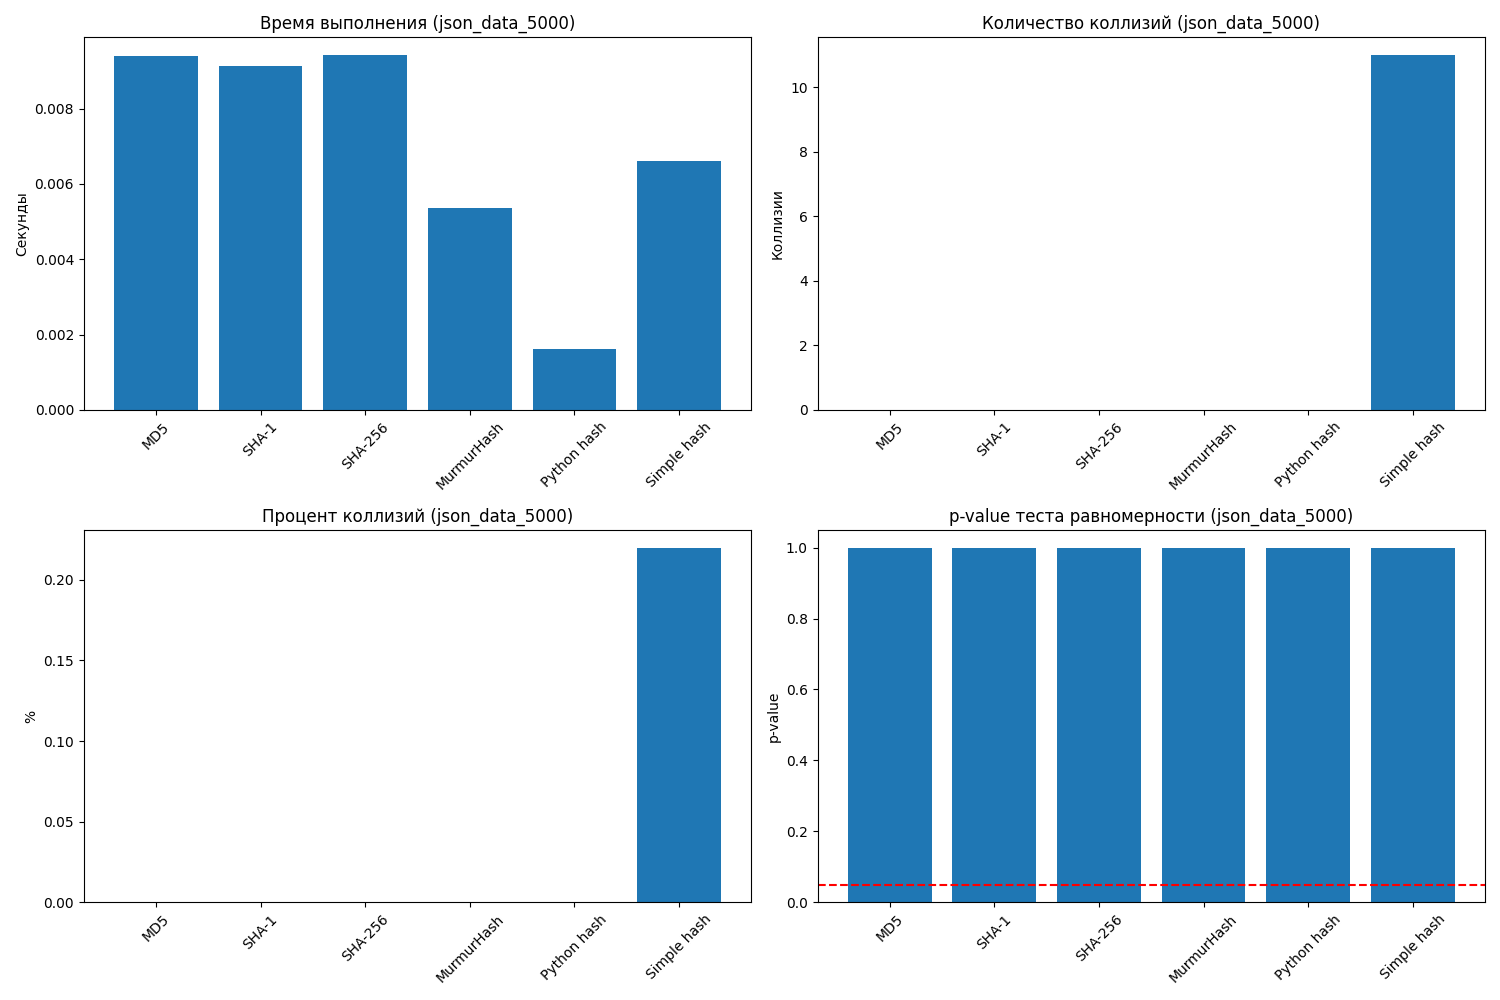 Время выполнения (json_data_5000)
Секунды
0.008
0.006
0.004
0.002
0.000
MD5
SHA-1
SHA-256
MurmurHash
Python hash
Simple hash
Количество коллизий (json_data_5000)
Коллизии
10
8
6
4
2
0
MD5
SHA-1
SHA-256
MurmurHash
Python hash
Simple hash
Процент коллизий (json_data_5000)
%
0.20
0.15
0.10
0.05
0.00
MD5
SHA-1
SHA-256
MurmurHash
Python hash
Simple hash
p-value теста равномерности (json_data_5000)
p-value
1.0
0.8
0.6
0.4
0.2
0.0
MD5
SHA-1
SHA-256
MurmurHash
Python hash
Simple hash